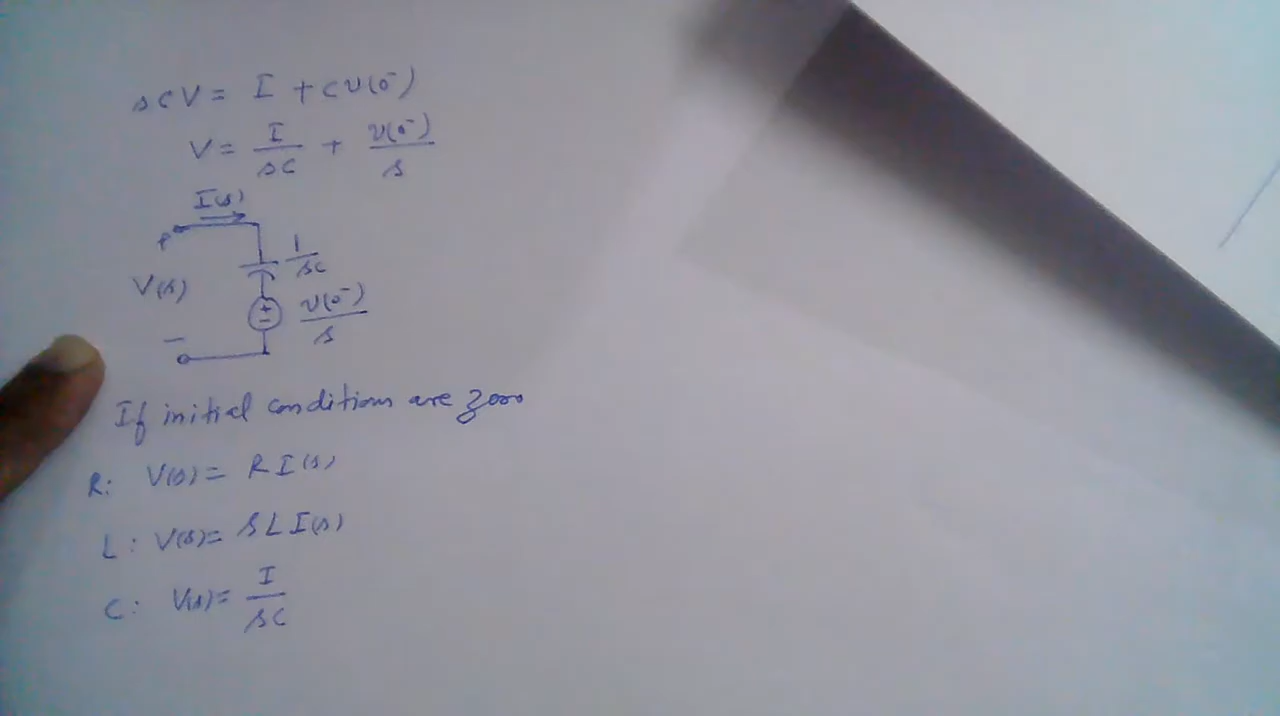 sCV = I + Cv(0⁻)
V = I/sC + v(0⁻)/s
I(s)
1/sC
V(s)
+
v(0⁻)/s
−
If initial conditions are zero
R: V(s) = R I(s)
L: V(s) = sL I(s)
C: V(s) = I/sC